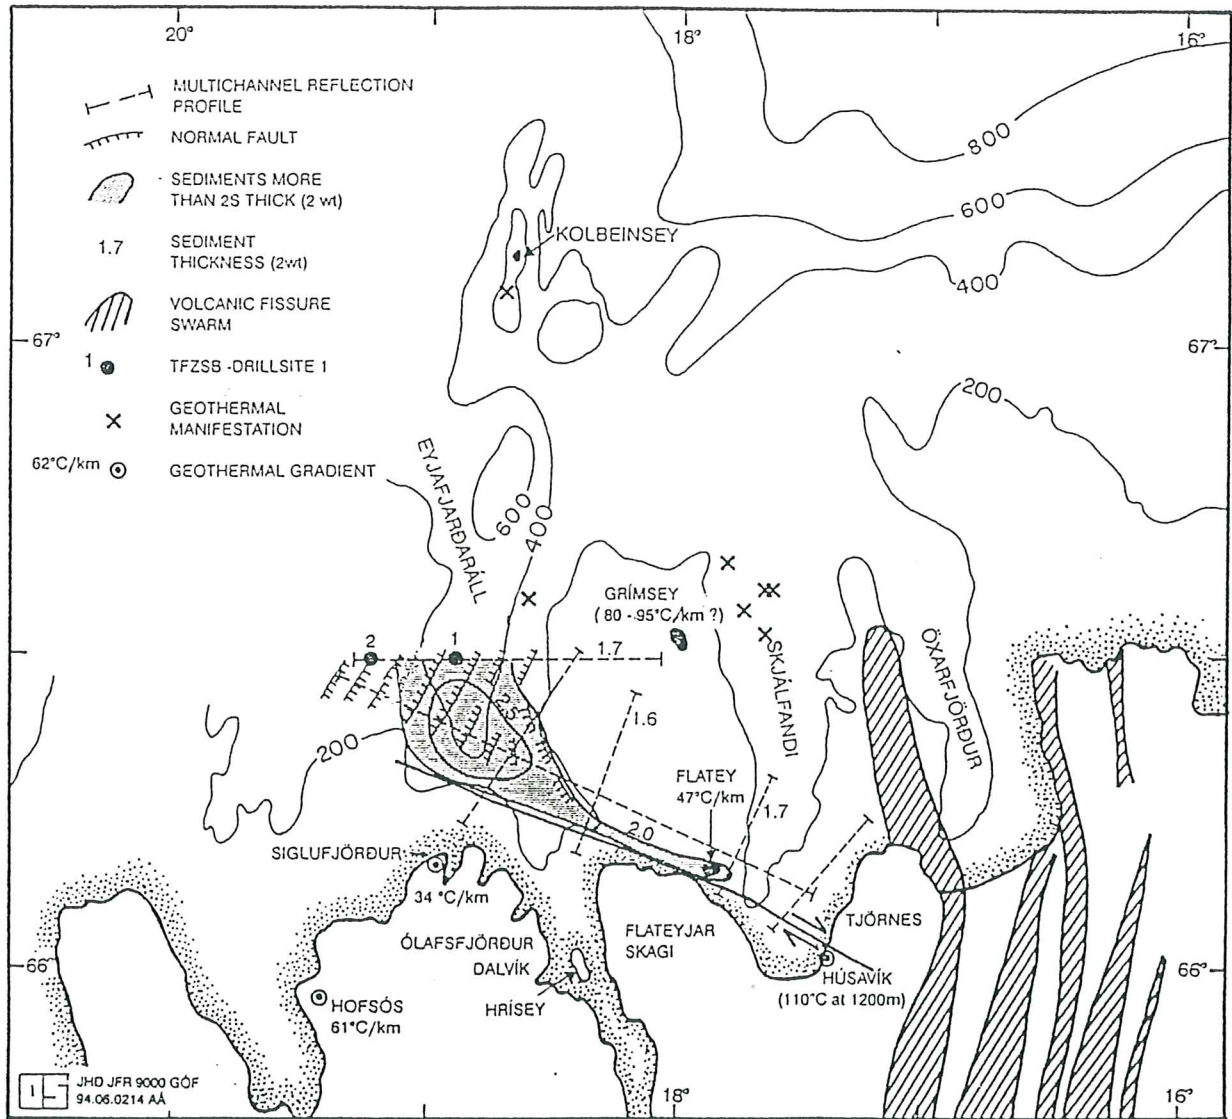 20°
18°
16°
MULTICHANNEL REFLECTION
PROFILE
NORMAL FAULT
SEDIMENTS MORE
THAN 2S THICK (2 wt)
1.7
SEDIMENT
THICKNESS (2wt)
VOLCANIC FISSURE
SWARM
1
TFZSB -DRILLSITE 1
GEOTHERMAL
MANIFESTATION
62°C/km
GEOTHERMAL GRADIENT
800
600
400
KOLBEINSEY
67°
67°
200
EYJAFJARÐARÁLL
600
400
GRÍMSEY
( 80 - 95°C/km ?)
SKJÁLFANDI
ÖXARFJÖRÐUR
2
1
1.7
2.5
1.6
200
FLATEY
47°C/km
1.7
2.0
SIGLUFJÖRÐUR
34 °C/km
ÓLAFSFJÖRÐUR
DALVÍK
HRÍSEY
FLATEYJAR
SKAGI
TJÖRNES
HÚSAVÍK
(110°C at 1200m)
HOFSÓS
61°C/km
66°
66°
JHD JFR 9000 GÓF
94.06.0214 AÁ
18°
16°